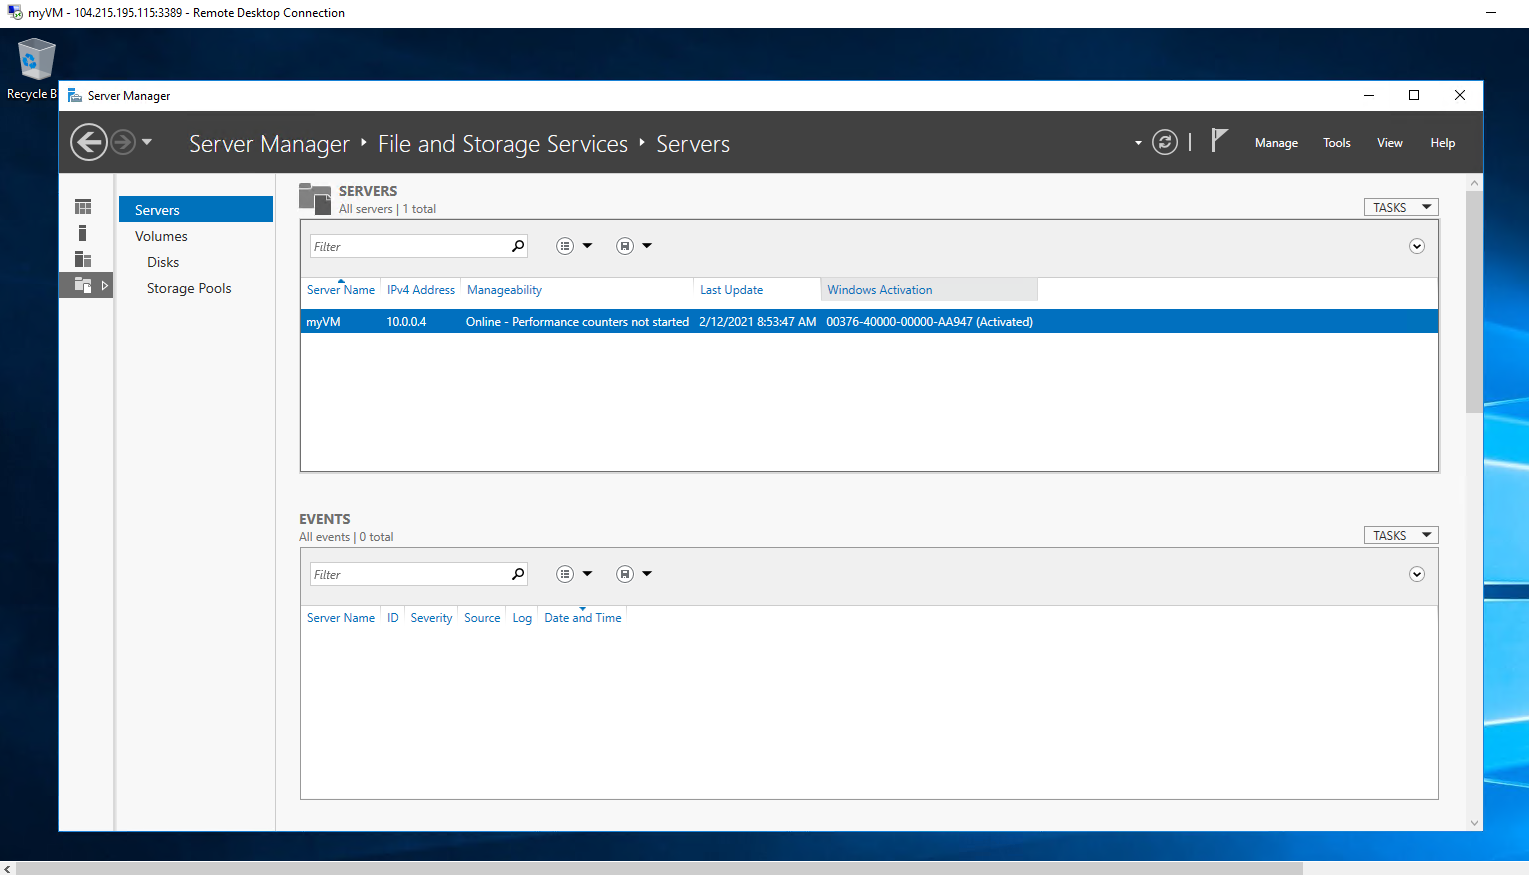 myVM - 104.215.195.115:3389 - Remote Desktop Connection
Recycle B
Server Manager
Server Manager ‣ File and Storage Services ‣ Servers
Manage Tools View Help
Servers
Volumes
Disks
Storage Pools
SERVERS
All servers | 1 total
TASKS
Filter
Server Name IPv4 Address Manageability Last Update Windows Activation
myVM 10.0.0.4 Online - Performance counters not started 2/12/2021 8:53:47 AM 00376-40000-00000-AA947 (Activated)
EVENTS
All events | 0 total
TASKS
Filter
Server Name ID Severity Source Log Date and Time